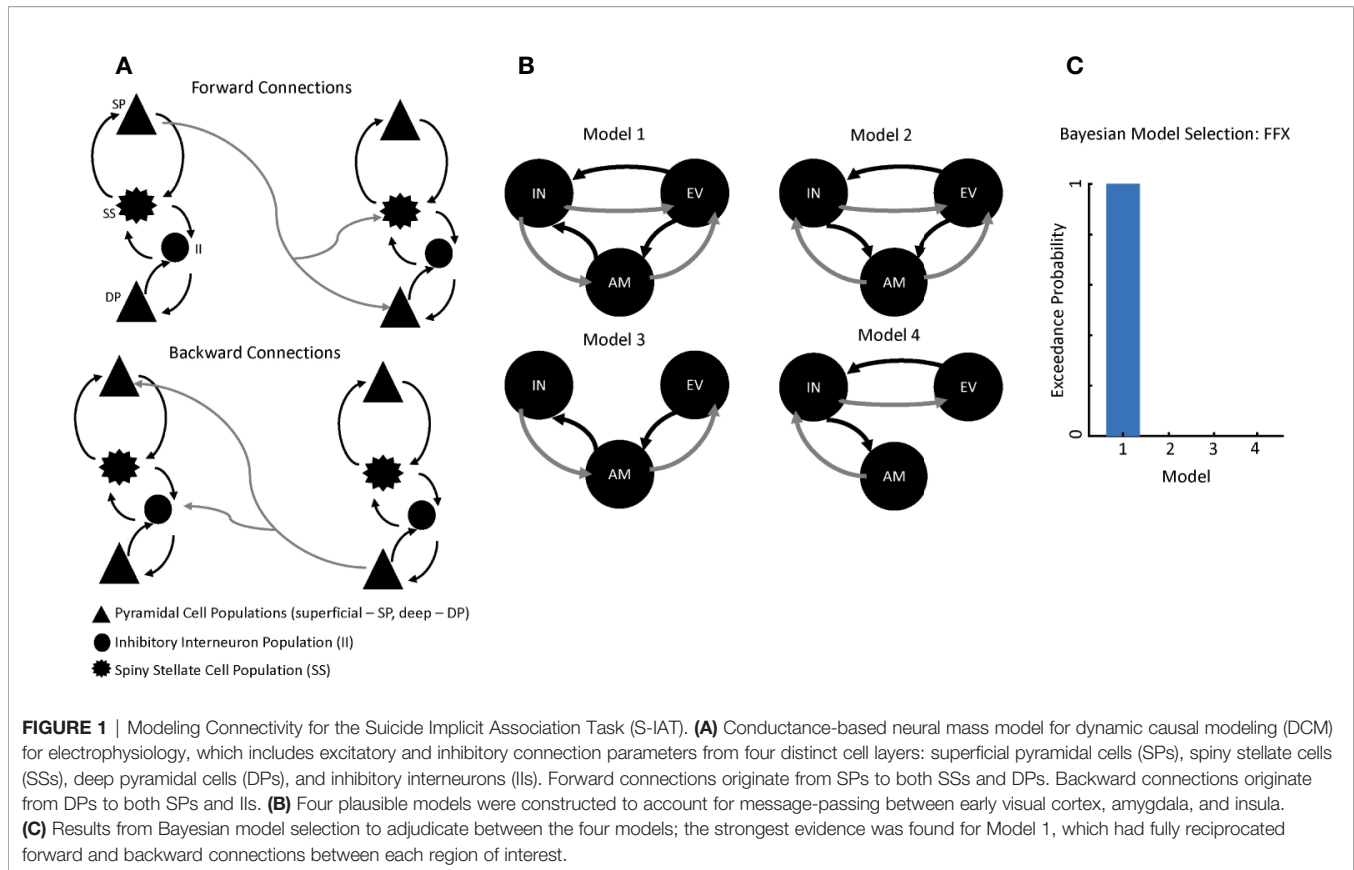 A
Forward Connections
SP
SS
II
DP
Backward Connections
Pyramidal Cell Populations (superficial – SP, deep – DP)
Inhibitory Interneuron Population (II)
Spiny Stellate Cell Population (SS)
B
Model 1
IN
EV
AM
Model 2
IN
EV
AM
Model 3
IN
EV
AM
Model 4
IN
EV
AM
C
Bayesian Model Selection: FFX
Exceedance Probability
1
0
1 2 3 4
Model
FIGURE 1 | Modeling Connectivity for the Suicide Implicit Association Task (S-IAT). (A) Conductance-based neural mass model for dynamic causal modeling (DCM)
for electrophysiology, which includes excitatory and inhibitory connection parameters from four distinct cell layers: superficial pyramidal cells (SPs), spiny stellate cells
(SSs), deep pyramidal cells (DPs), and inhibitory interneurons (IIs). Forward connections originate from SPs to both SSs and DPs. Backward connections originate
from DPs to both SPs and IIs. (B) Four plausible models were constructed to account for message-passing between early visual cortex, amygdala, and insula.
(C) Results from Bayesian model selection to adjudicate between the four models; the strongest evidence was found for Model 1, which had fully reciprocated
forward and backward connections between each region of interest.